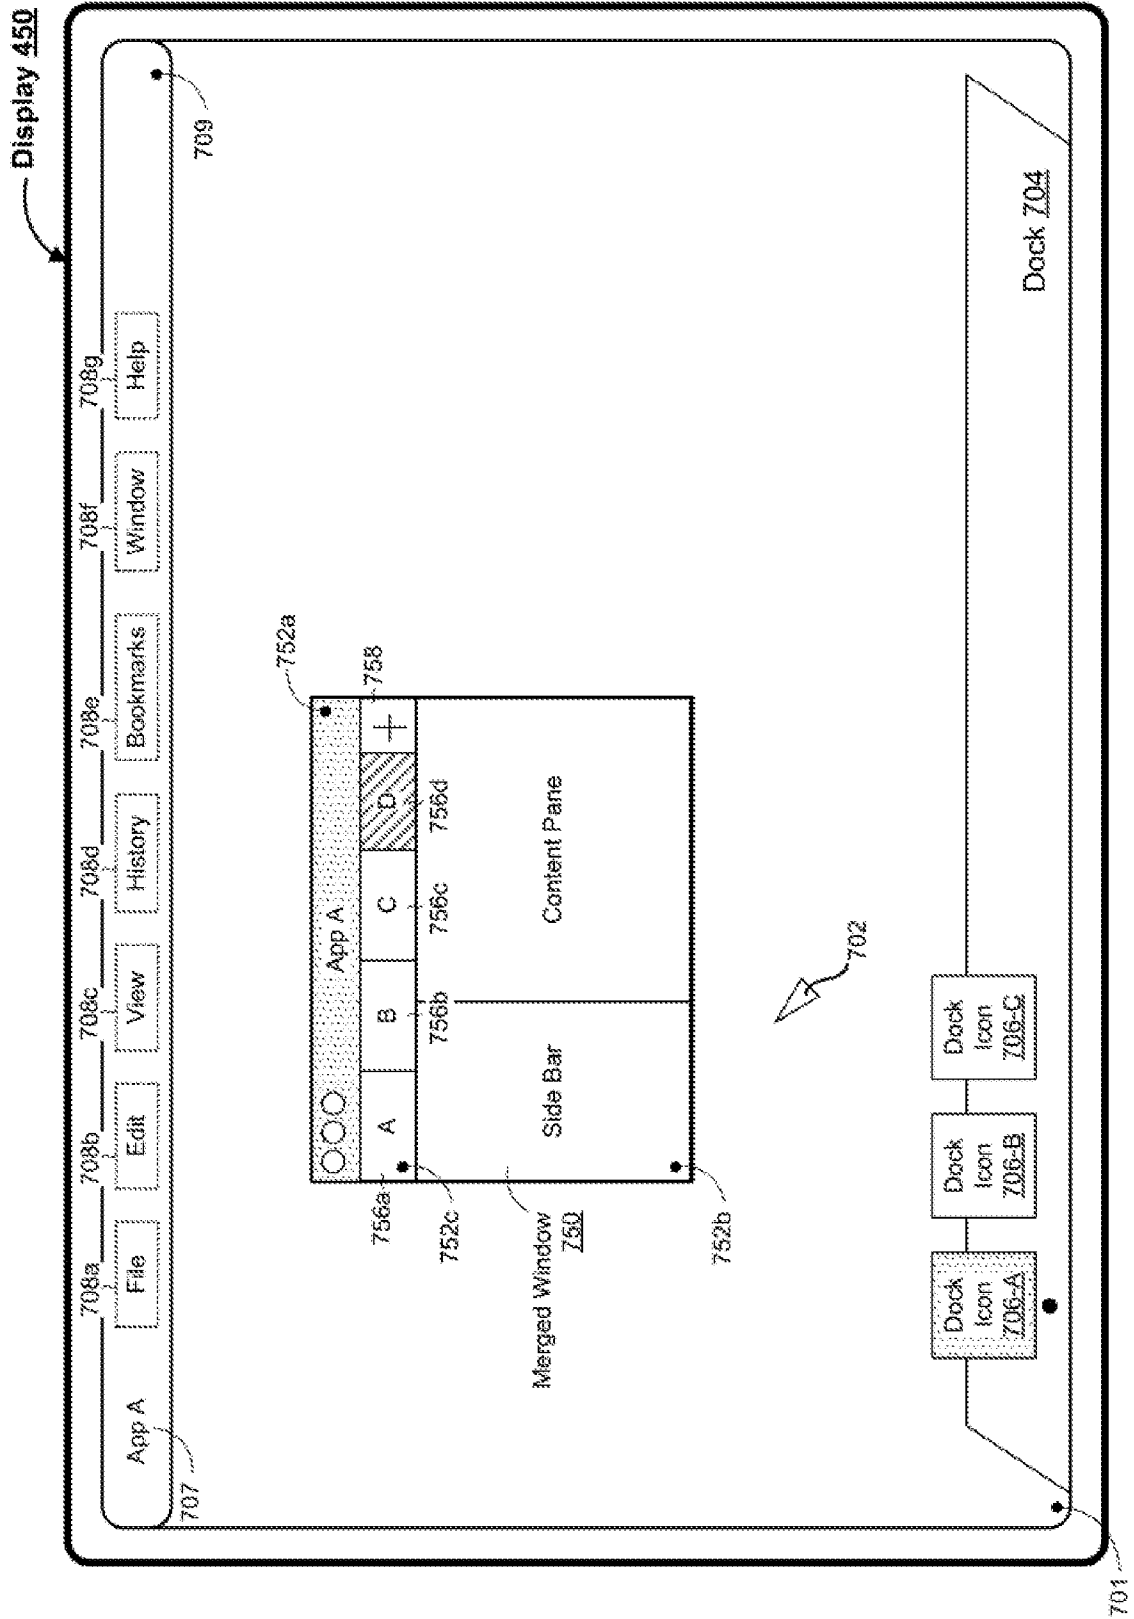 Display 450
708a
708b
708c
708d
708e
708f
708g
App A
File
Edit
View
History
Bookmarks
Window
Help
707
709
752a
App A
758
A
B
C
D
+
756a
756b
756c
756d
752c
Merged Window
750
Side Bar
Content Pane
752b
702
Dock
Icon
706-A
Dock
Icon
706-B
Dock
Icon
706-C
Dock 704
701